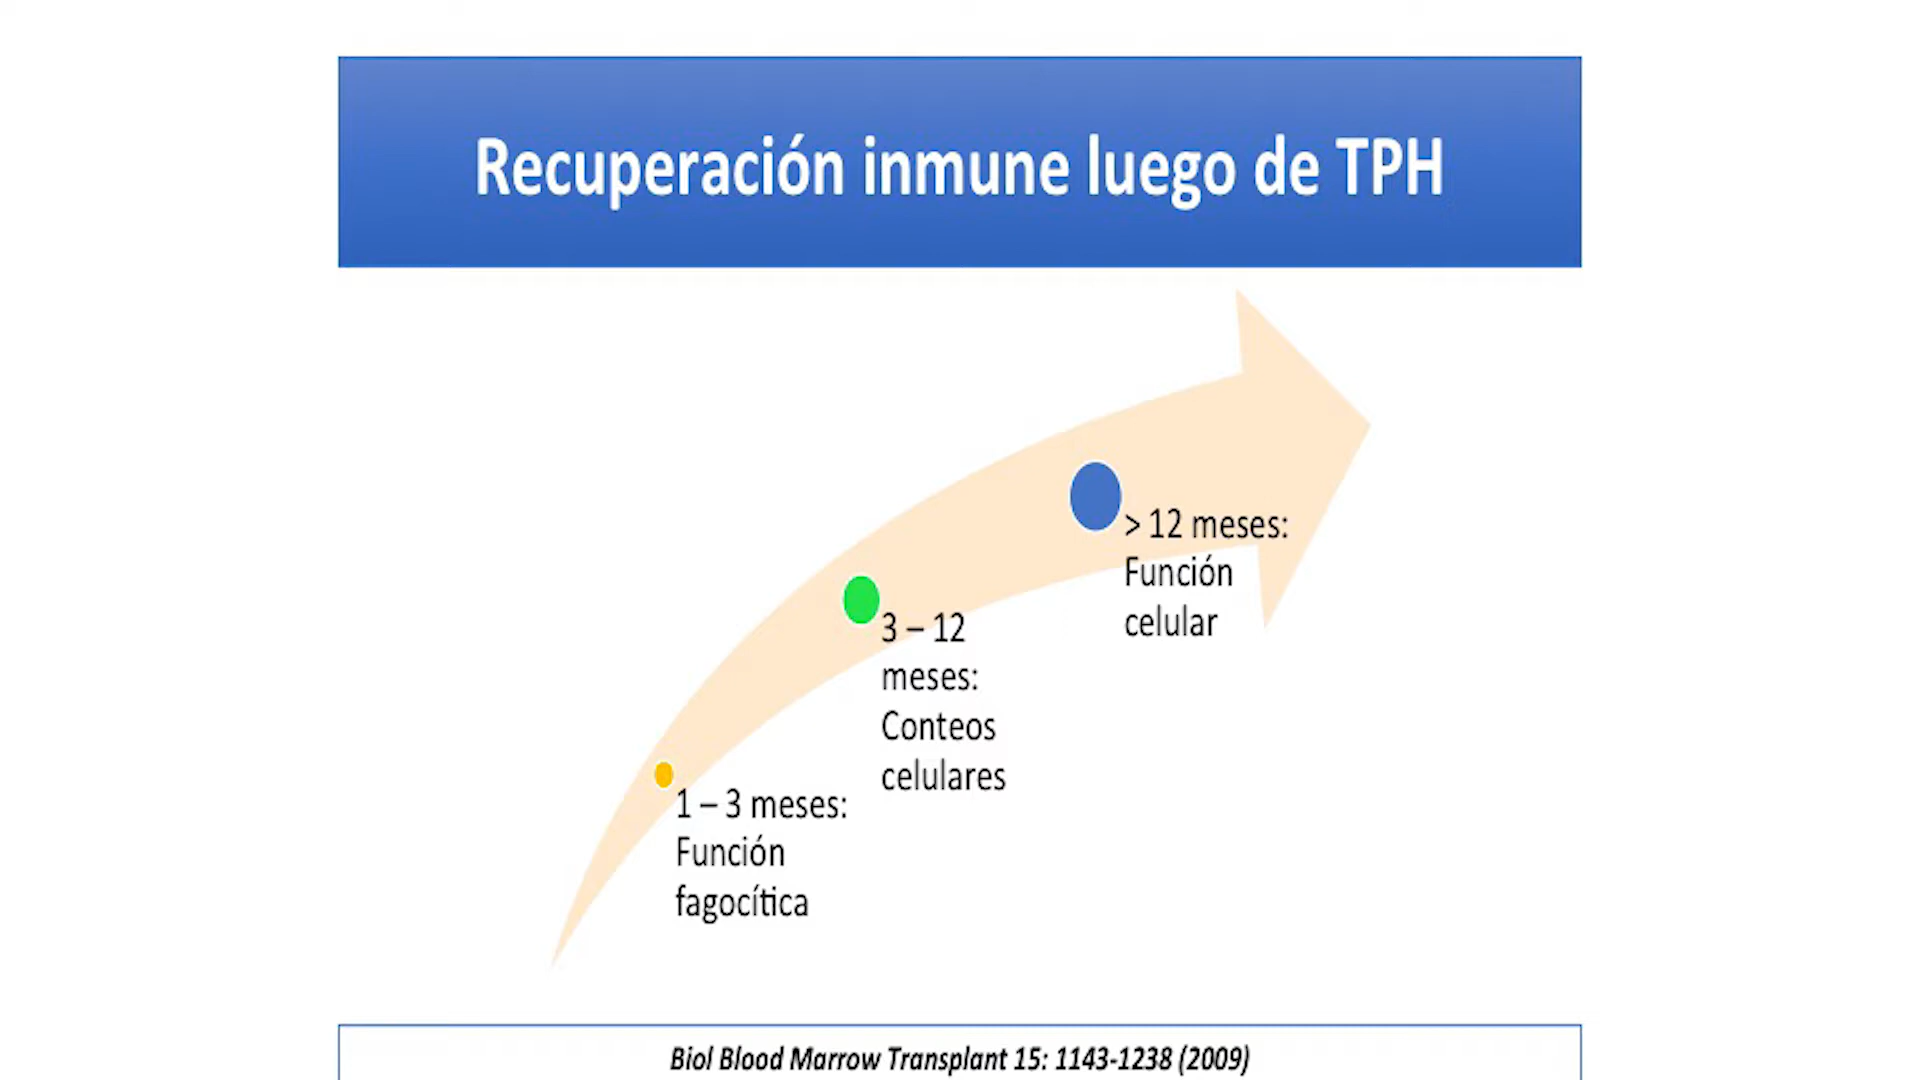 Recuperación inmune luego de TPH
> 12 meses:
Función
celular
3 – 12
meses:
Conteos
celulares
1 – 3 meses:
Función
fagocítica
Biol Blood Marrow Transplant 15: 1143-1238 (2009)